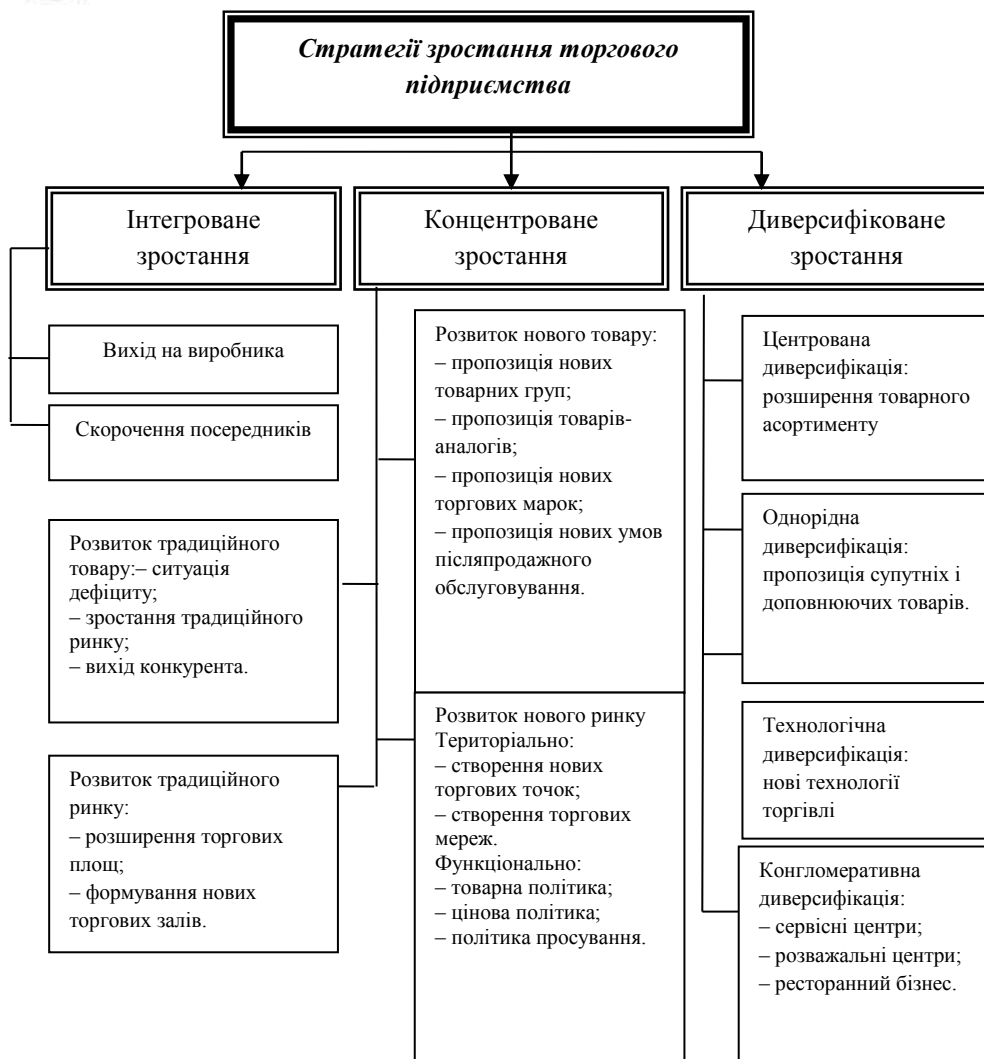 Стратегії зростання торгового
підприємства
Інтегроване
зростання
Концентроване
зростання
Диверсифіковане
зростання
Вихід на виробника
Скорочення посередників
Розвиток традиційного
товару:– ситуація
дефіциту;
– зростання традиційного
ринку;
– вихід конкурента.
Розвиток традиційного
ринку:
– розширення торгових
площ;
– формування нових
торгових залів.
Розвиток нового товару:
– пропозиція нових
товарних груп;
– пропозиція товарів-
аналогів;
– пропозиція нових
торгових марок;
– пропозиція нових умов
післяпродажного
обслуговування.
Розвиток нового ринку
Територіально:
– створення нових
торгових точок;
– створення торгових
мереж.
Функціонально:
– товарна політика;
– цінова політика;
– політика просування.
Центрована
диверсифікація:
розширення товарного
асортименту
Однорідна
диверсифікація:
пропозиція супутніх і
доповнюючих товарів.
Технологічна
диверсифікація:
нові технології
торгівлі
Конгломеративна
диверсифікація:
– сервісні центри;
– розважальні центри;
– ресторанний бізнес.